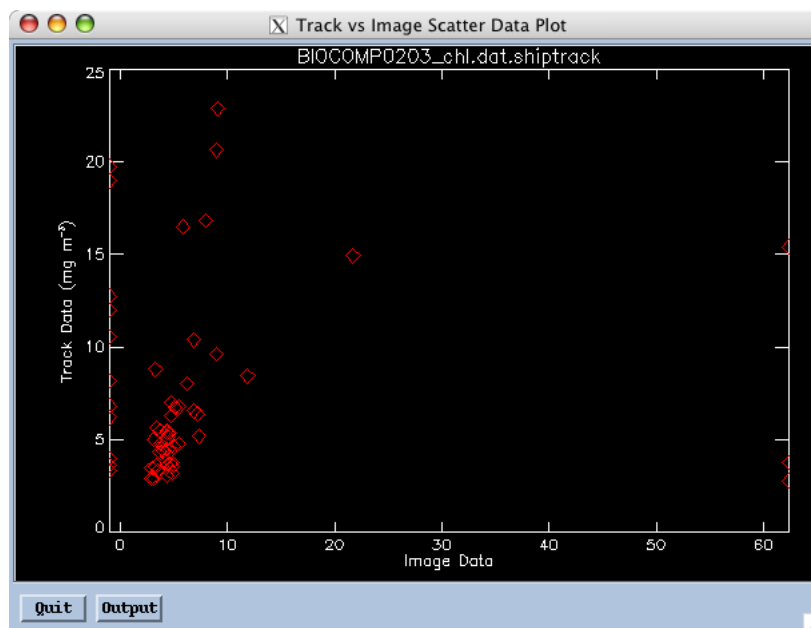 X Track vs Image Scatter Data Plot
BIOCOMP0203_chl.dat.shiptrack
25
20
15
10
5
0
Track Data (mg m⁻³)
0 10 20 30 40 50 60
Image Data
Quit Output